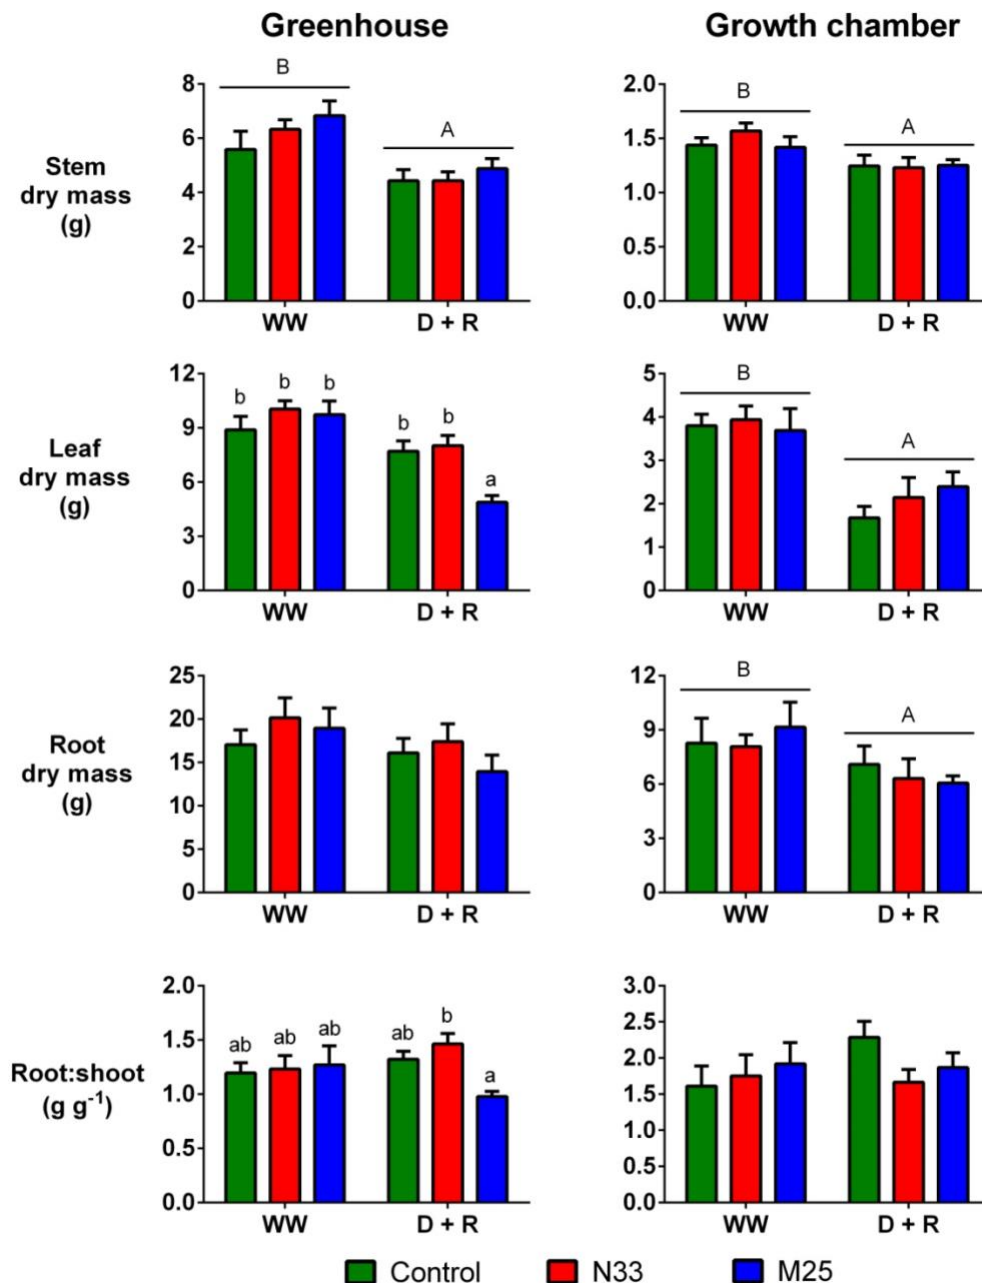 Greenhouse
Growth chamber
Stem
dry mass
(g)
8
6
4
2
0
B
A
WW
D + R
2.0
1.5
1.0
0.5
0.0
B
A
WW
D + R
Leaf
dry mass
(g)
12
9
6
3
0
b b b b b a
WW
D + R
5
4
3
2
1
0
B
A
WW
D + R
Root
dry mass
(g)
25
20
15
10
5
0
WW
D + R
12
9
6
3
0
B
A
WW
D + R
Root:shoot
(g g⁻¹)
2.0
1.5
1.0
0.5
0.0
ab ab ab ab b a
WW
D + R
3.0
2.5
2.0
1.5
1.0
0.5
0.0
WW
D + R
Control N33 M25